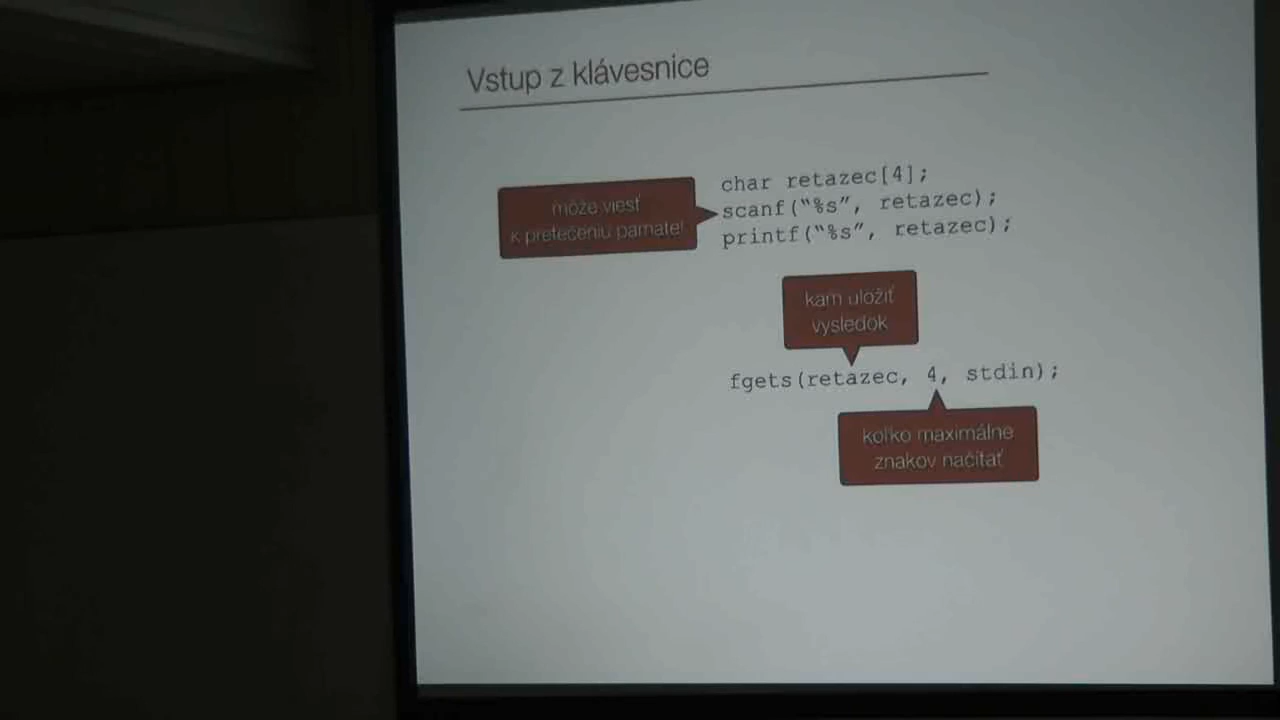 Vstup z klávesnice
char retazec[4];
môže viesť
k pretečeniu pamäte!
scanf(“%s”, retazec);
printf(“%s”, retazec);
kam uložiť
výsledok
fgets(retazec, 4, stdin);
koľko maximálne
znakov načítať